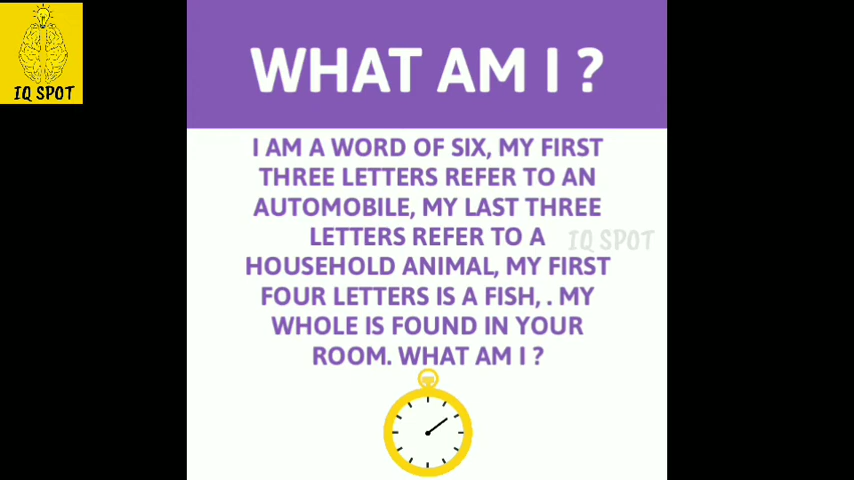 IQ SPOT
WHAT AM I ?
I AM A WORD OF SIX, MY FIRST
THREE LETTERS REFER TO AN
AUTOMOBILE, MY LAST THREE
LETTERS REFER TO A
IQ SPOT
HOUSEHOLD ANIMAL, MY FIRST
FOUR LETTERS IS A FISH, . MY
WHOLE IS FOUND IN YOUR
ROOM. WHAT AM I ?